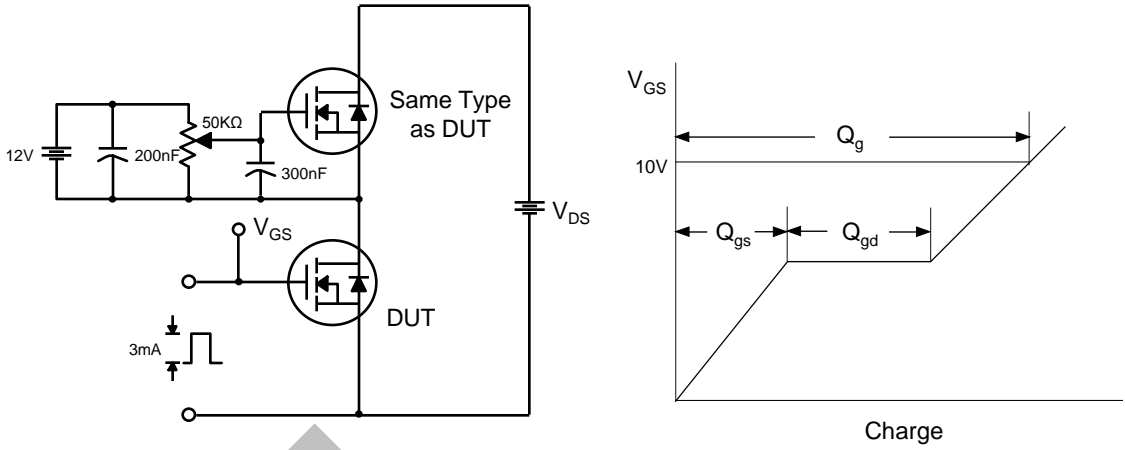 Same Type
as DUT
50KΩ
12V
200nF
300nF
V_DS
V_GS
DUT
3mA
V_GS
Q_g
10V
Q_gs
Q_gd
Charge